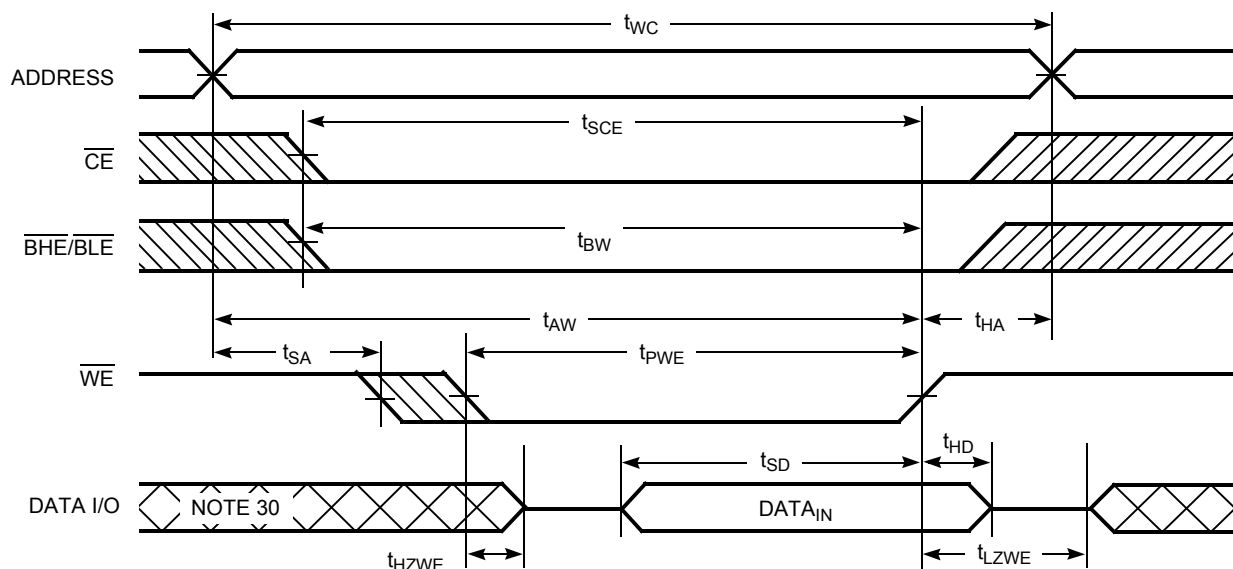 tWC
ADDRESS
tSCE
CE
BHE/BLE
tBW
tAW
tHA
tSA
tPWE
WE
tHD
tSD
DATA I/O
NOTE 30
DATAIN
tHZWE
tLZWE